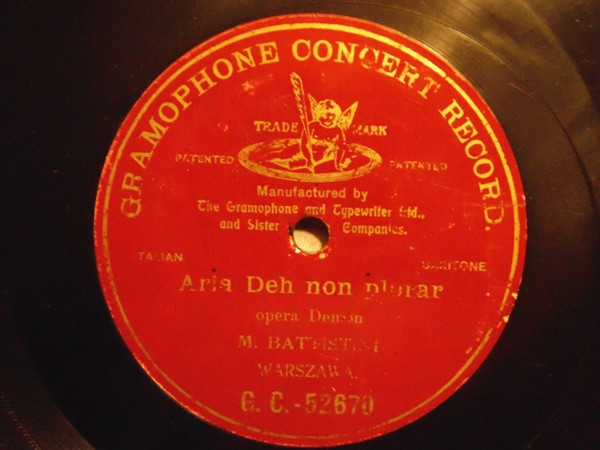 GRAMOPHONE CONCERT RECORD.
TRADE MARK
PATENTED PATENTED
Manufactured by
The Gramophone and Typewriter Ltd.,
and Sister Companies.
TALIAN BARITONE
Aria Deh non plorar
opera Demon
M. BATTISTINI
WARSZAWA.
G. C.-52670